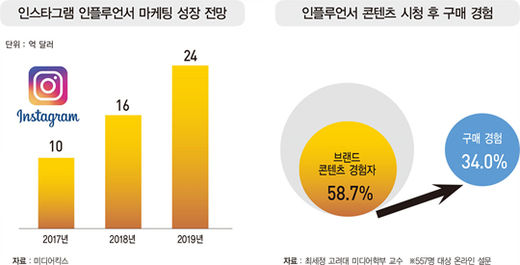 인스타그램 인플루언서 마케팅 성장 전망
단위 : 억 달러
Instagram
10
16
24
2017년
2018년
2019년
자료 : 미디어킥스
인플루언서 콘텐츠 시청 후 구매 경험
브랜드
콘텐츠 경험자
58.7%
구매 경험
34.0%
자료 : 최세정 고려대 미디어학부 교수 ※557명 대상 온라인 설문